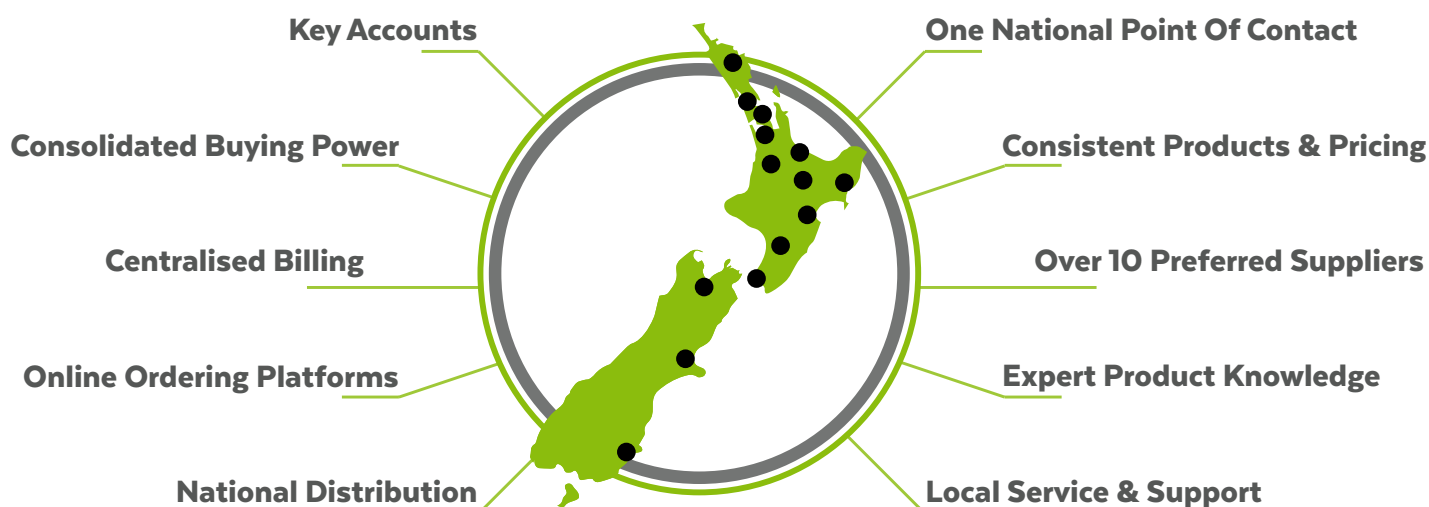 Key Accounts
One National Point Of Contact
Consolidated Buying Power
Consistent Products & Pricing
Centralised Billing
Over 10 Preferred Suppliers
Online Ordering Platforms
Expert Product Knowledge
National Distribution
Local Service & Support